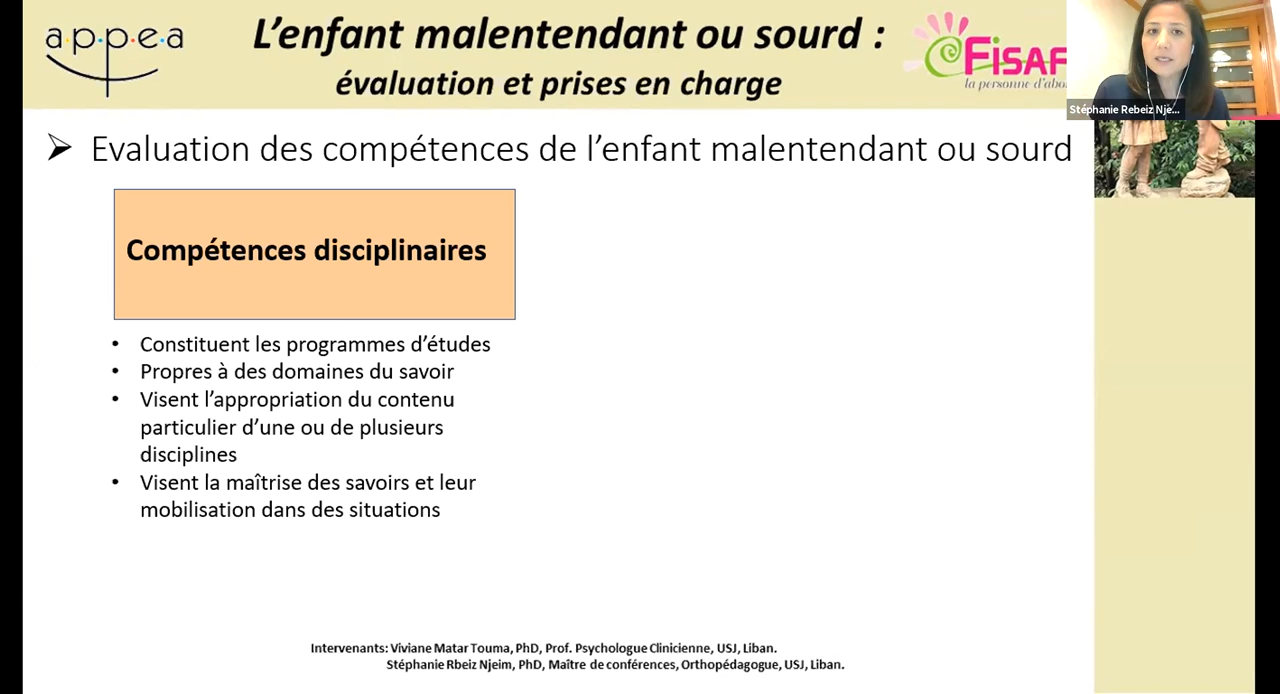 a·p·p·e·a
L’enfant malentendant ou sourd :
évaluation et prises en charge
FISAF
la personne d'abo
Stéphanie Rebeiz Nje...
➢ Evaluation des compétences de l’enfant malentendant ou sourd
Compétences disciplinaires
• Constituent les programmes d’études
• Propres à des domaines du savoir
• Visent l’appropriation du contenu
particulier d’une ou de plusieurs
disciplines
• Visent la maîtrise des savoirs et leur
mobilisation dans des situations
Intervenants: Viviane Matar Touma, PhD, Prof. Psychologue Clinicienne, USJ, Liban.
Stéphanie Rbeiz Njeim, PhD, Maître de conférences, Orthopédagogue, USJ, Liban.